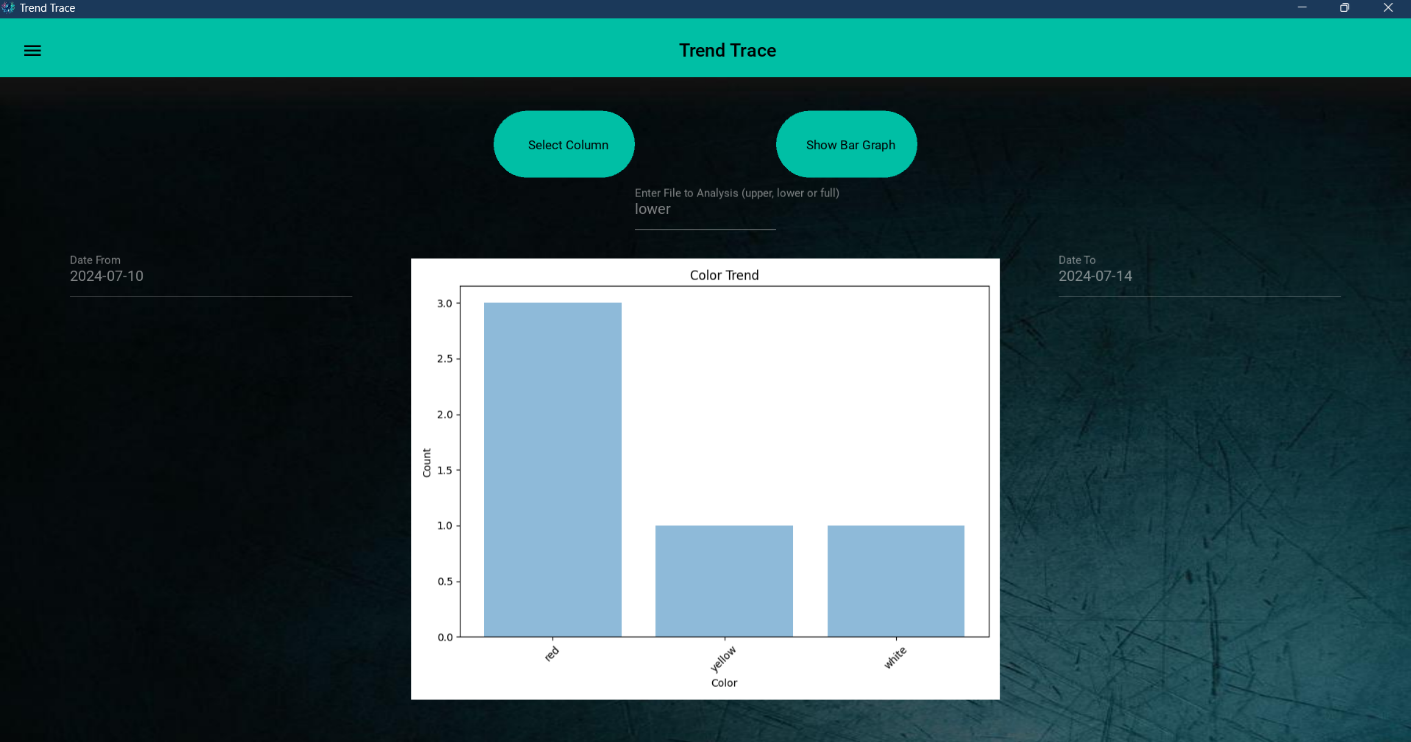 Trend Trace
Trend Trace
Select Column
Show Bar Graph
Enter File to Analysis (upper, lower or full)
lower
Date From
2024-07-10
Date To
2024-07-14
Color Trend
3.0
2.5
2.0
1.5
1.0
0.5
0.0
Count
red
yellow
white
Color